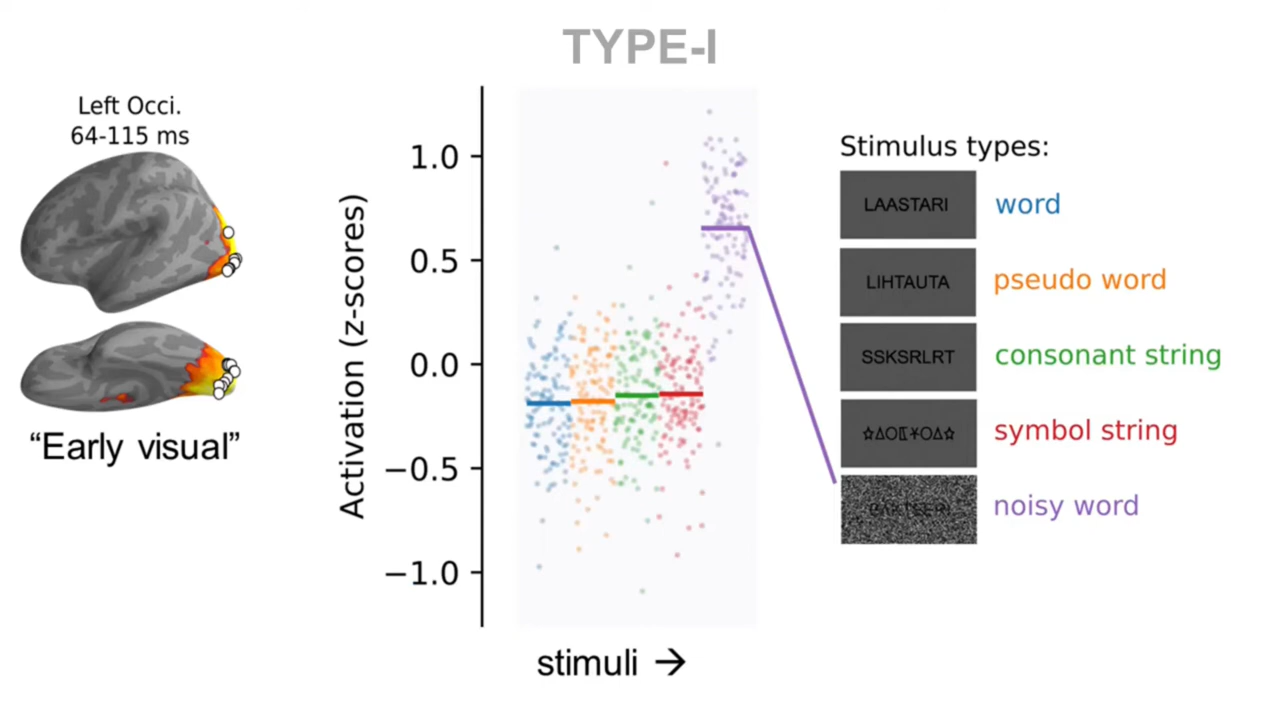 TYPE-I
Left Occi.
64-115 ms
“Early visual”
Activation (z-scores)
1.0
0.5
0.0
−0.5
−1.0
stimuli →
Stimulus types:
LAASTARI word
LIHTAUTA pseudo word
SSKSRLRT consonant string
symbol string
noisy word